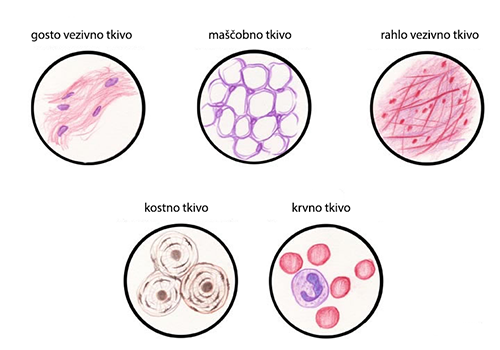 gosto vezivno tkivo
maščobno tkivo
rahlo vezivno tkivo
kostno tkivo
krvno tkivo